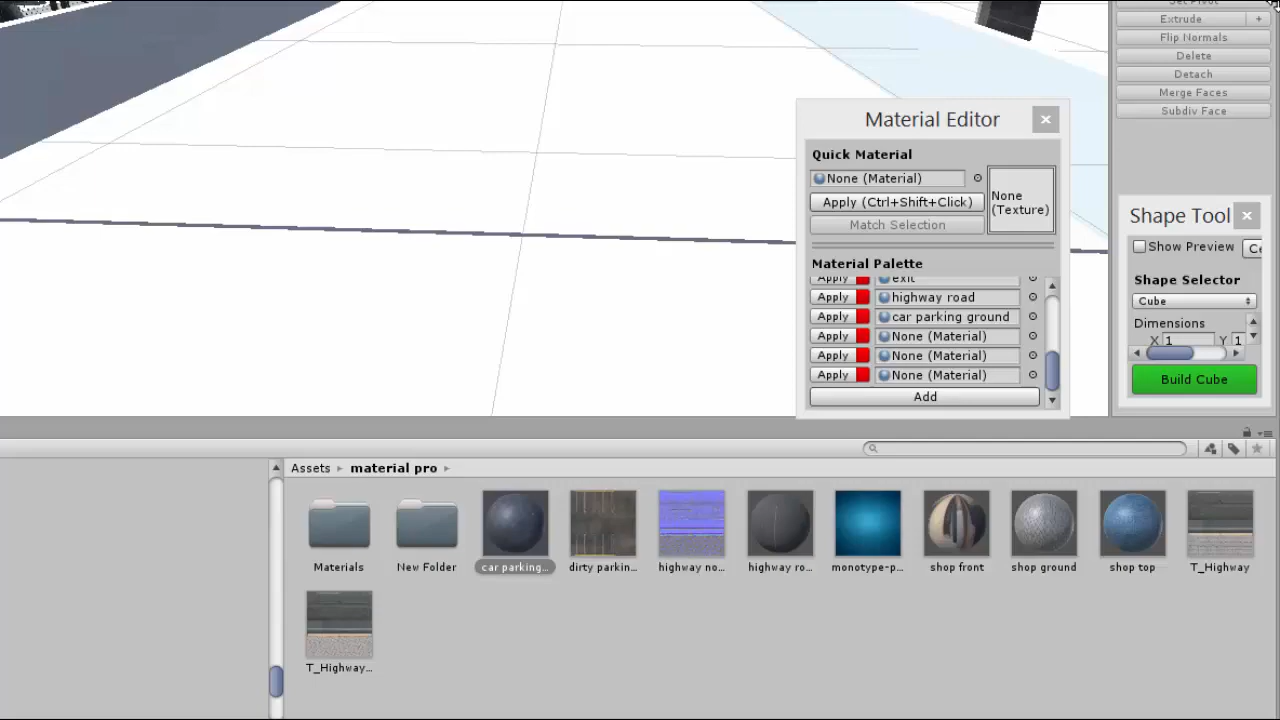 Set Pivot
Extrude +
Flip Normals
Delete
Detach
Merge Faces
Subdiv Face
Material Editor
Quick Material
None (Material)
None
(Texture)
Apply (Ctrl+Shift+Click)
Match Selection
Material Palette
Apply exit
Apply highway road
Apply car parking ground
Apply None (Material)
Apply None (Material)
Apply None (Material)
Add
Shape Tool
Show Preview
Shape Selector
Cube
Dimensions
X 1 Y 1
Build Cube
Assets material pro
Materials
New Folder
car parking...
dirty parkin...
highway no...
highway ro...
monotype-p...
shop front
shop ground
shop top
T_Highway
T_Highway...